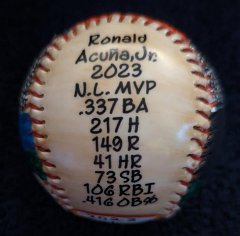 Ronald
Acuña, Jr.
2023
N.L. MVP
.337 BA
217 H
149 R
41 HR
73 SB
106 RBI
.416 OB%